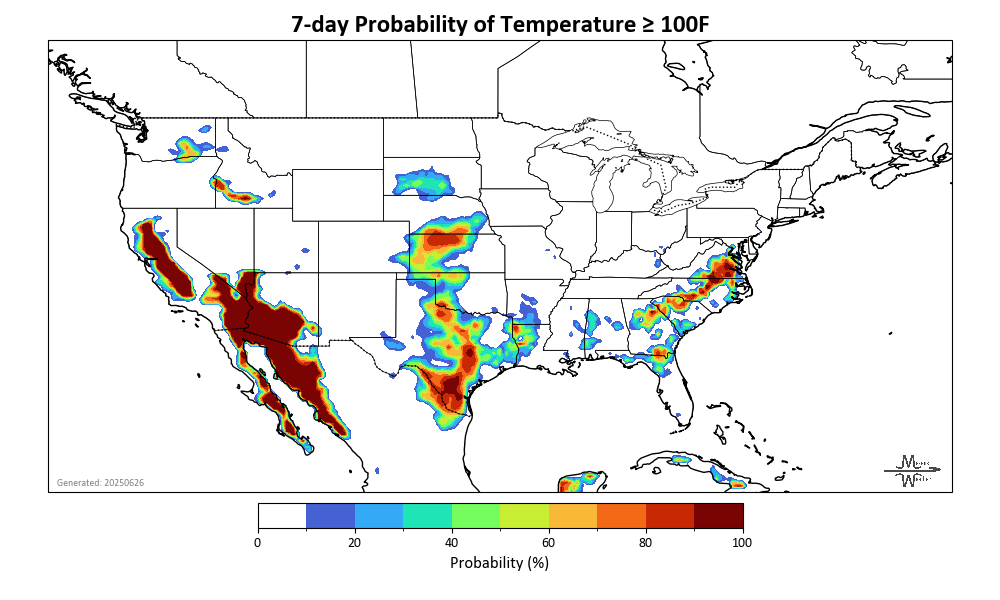 7-day Probability of Temperature ≥ 100F
Generated: 20250626
0 20 40 60 80 100
Probability (%)